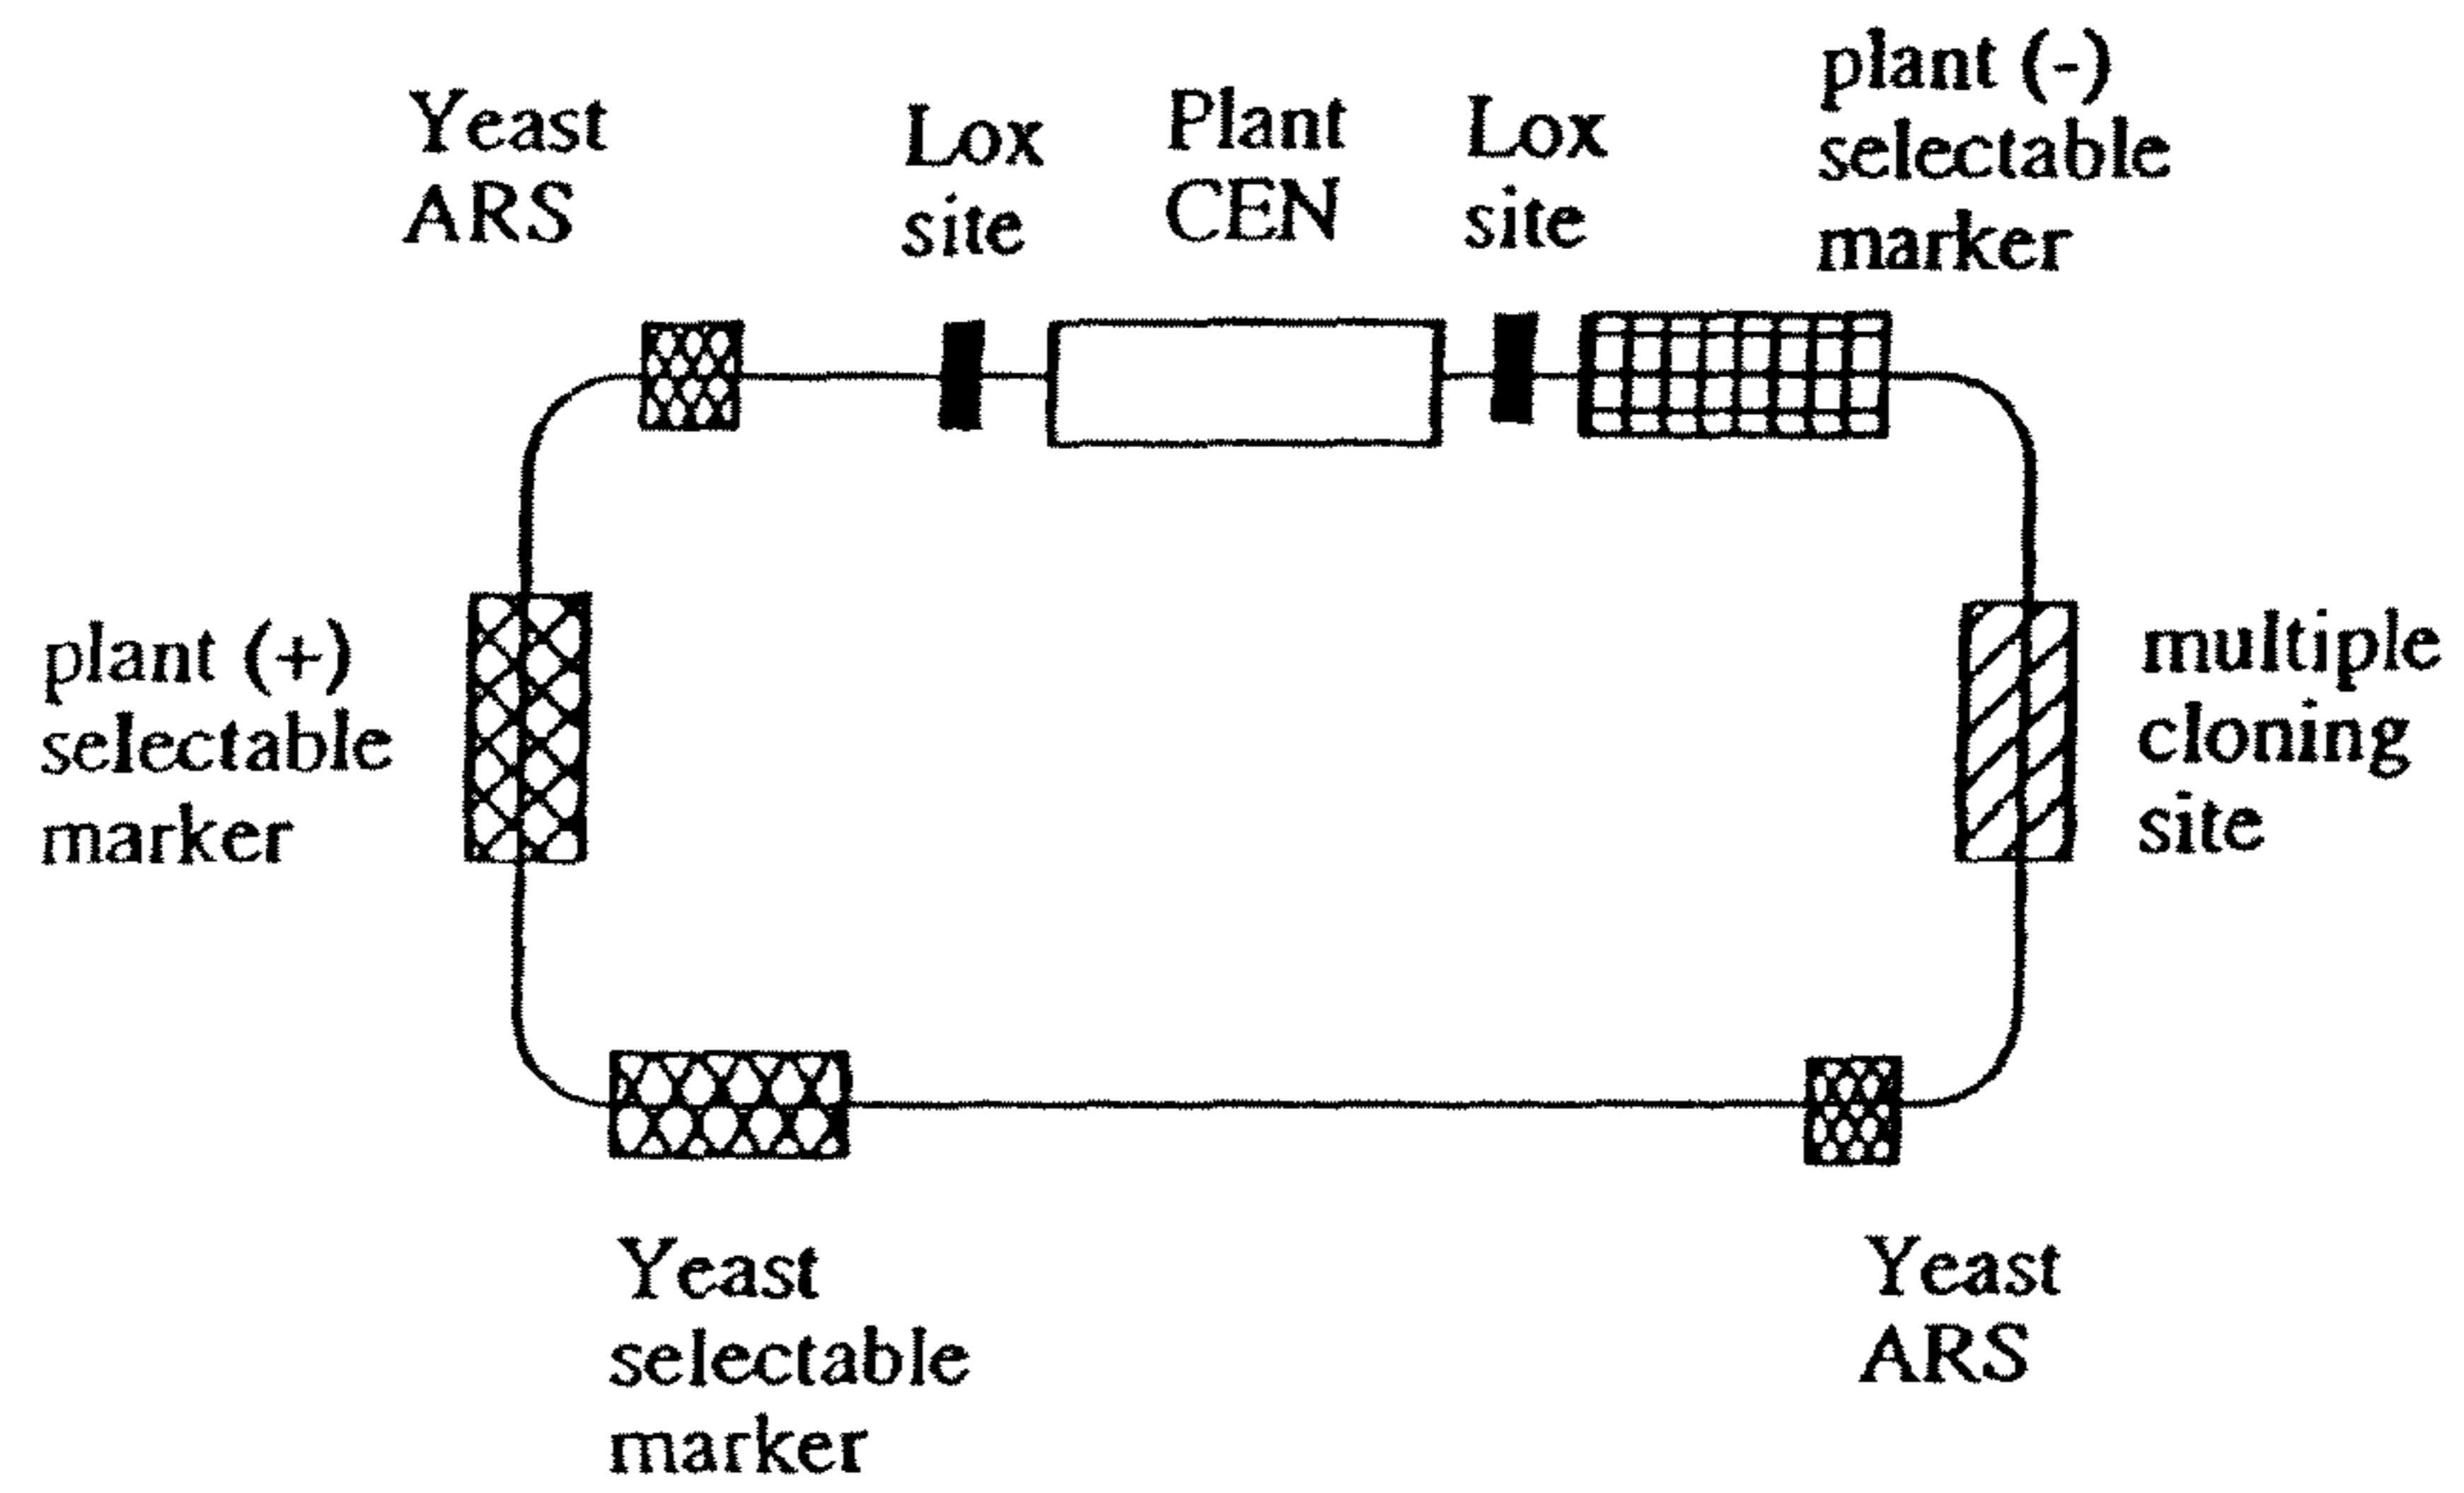 Yeast
ARS
Lox
site
Plant
CEN
Lox
site
plant (-)
selectable
marker
plant (+)
selectable
marker
multiple
cloning
site
Yeast
selectable
marker
Yeast
ARS